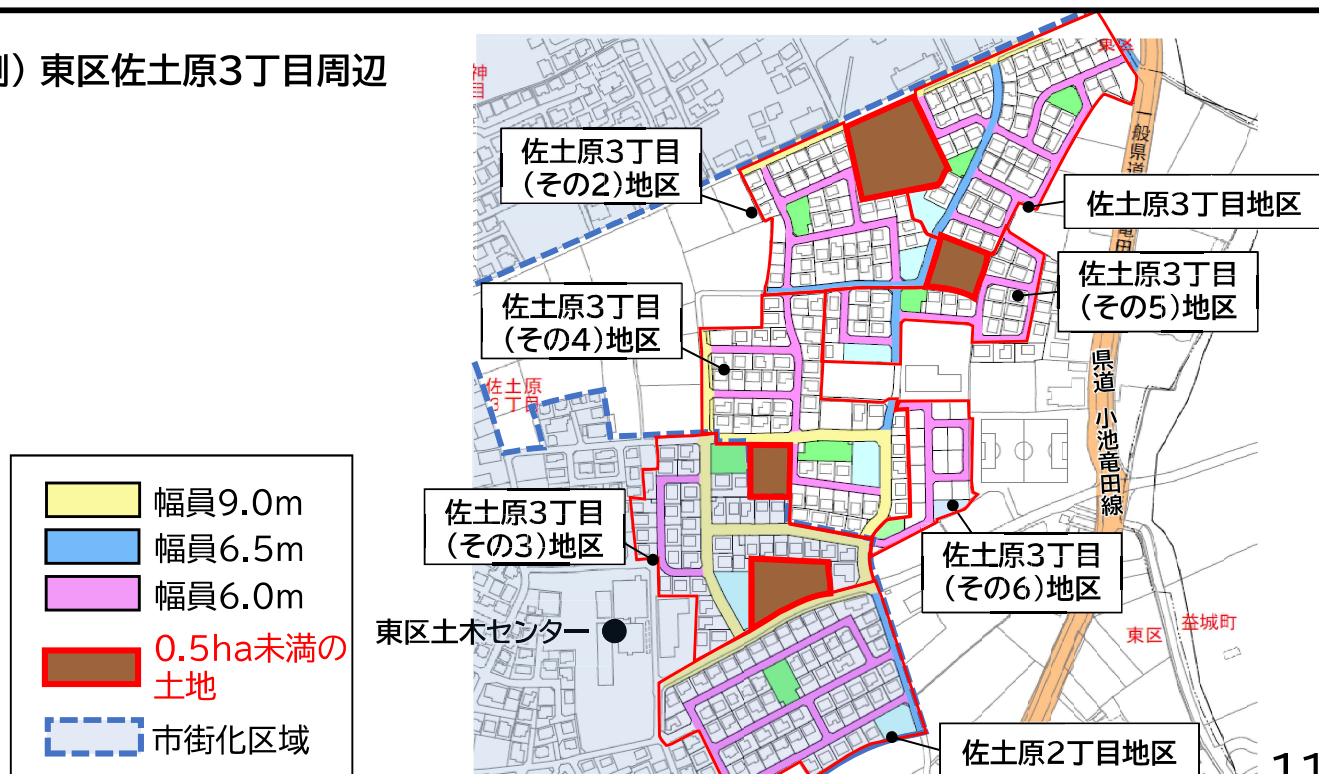 例）東区佐土原3丁目周辺
東区
佐土原3丁目
（その2）地区
一般県道
竜田
佐土原3丁目地区
佐土原3丁目
（その5）地区
佐土原3丁目
（その4）地区
佐土原
3丁目
県道 小池竜田線
幅員9.0m
幅員6.5m
幅員6.0m
0.5ha未満の
土地
市街化区域
佐土原3丁目
（その3）地区
佐土原3丁目
（その6）地区
東区土木センター
東区
益城町
佐土原2丁目地区
11